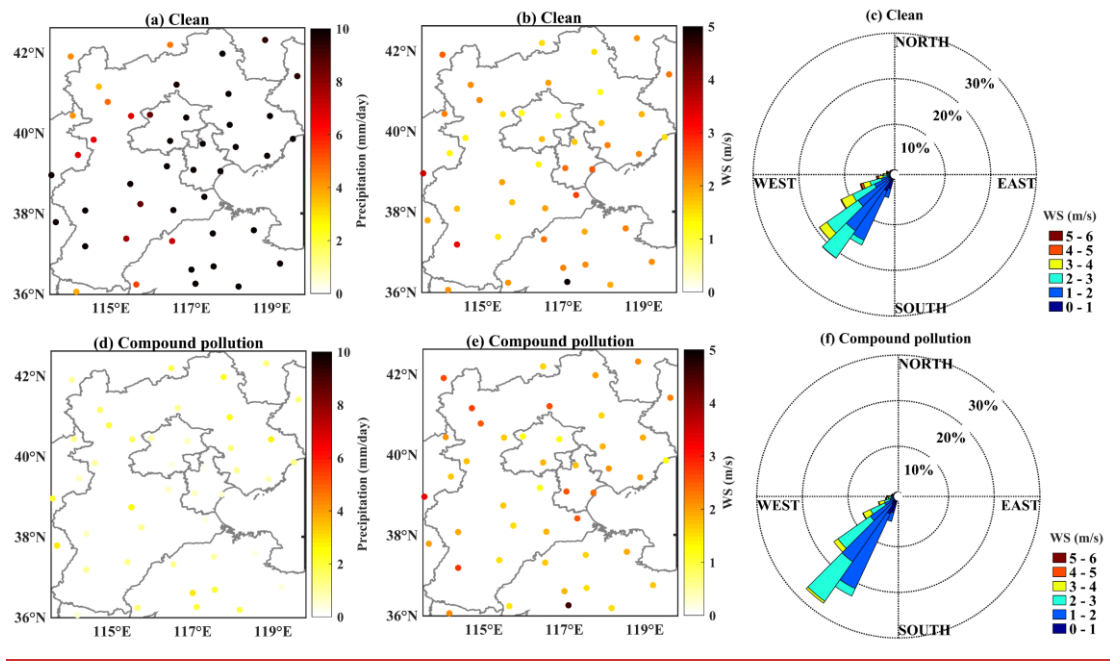 (a) Clean
42°N
40°N
38°N
36°N
115°E
117°E
119°E
10
8
6
4
2
0
Precipitation (mm/day)
(b) Clean
42°N
40°N
38°N
36°N
115°E
117°E
119°E
5
4
3
2
1
0
WS (m/s)
(c) Clean
NORTH
30%
20%
10%
WEST
EAST
SOUTH
WS (m/s)
5 - 6
4 - 5
3 - 4
2 - 3
1 - 2
0 - 1
(d) Compound pollution
42°N
40°N
38°N
36°N
115°E
117°E
119°E
10
8
6
4
2
0
Precipitation (mm/day)
(e) Compound pollution
42°N
40°N
38°N
36°N
115°E
117°E
119°E
5
4
3
2
1
0
WS (m/s)
(f) Compound pollution
NORTH
30%
20%
10%
WEST
EAST
SOUTH
WS (m/s)
5 - 6
4 - 5
3 - 4
2 - 3
1 - 2
0 - 1